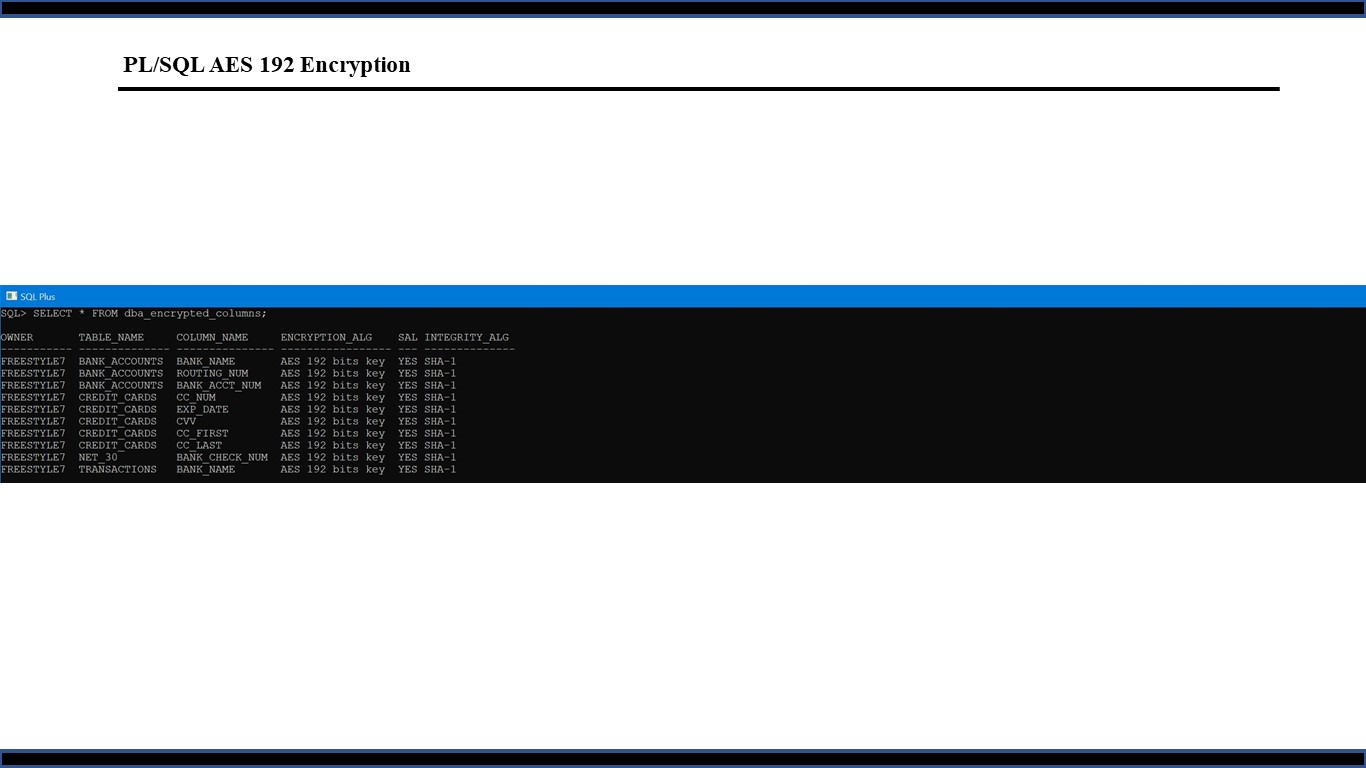 PL/SQL AES 192 Encryption
SQL Plus
SQL> SELECT * FROM dba_encrypted_columns;
OWNER       TABLE_NAME     COLUMN_NAME     ENCRYPTION_ALG    SAL INTEGRITY_ALG
----------- -------------- --------------- ----------------- --- --------------
FREESTYLE7  BANK_ACCOUNTS  BANK_NAME       AES 192 bits key  YES SHA-1
FREESTYLE7  BANK_ACCOUNTS  ROUTING_NUM     AES 192 bits key  YES SHA-1
FREESTYLE7  BANK_ACCOUNTS  BANK_ACCT_NUM   AES 192 bits key  YES SHA-1
FREESTYLE7  CREDIT_CARDS   CC_NUM          AES 192 bits key  YES SHA-1
FREESTYLE7  CREDIT_CARDS   EXP_DATE        AES 192 bits key  YES SHA-1
FREESTYLE7  CREDIT_CARDS   CVV             AES 192 bits key  YES SHA-1
FREESTYLE7  CREDIT_CARDS   CC_FIRST        AES 192 bits key  YES SHA-1
FREESTYLE7  CREDIT_CARDS   CC_LAST         AES 192 bits key  YES SHA-1
FREESTYLE7  NET_30         BANK_CHECK_NUM  AES 192 bits key  YES SHA-1
FREESTYLE7  TRANSACTIONS   BANK_NAME       AES 192 bits key  YES SHA-1